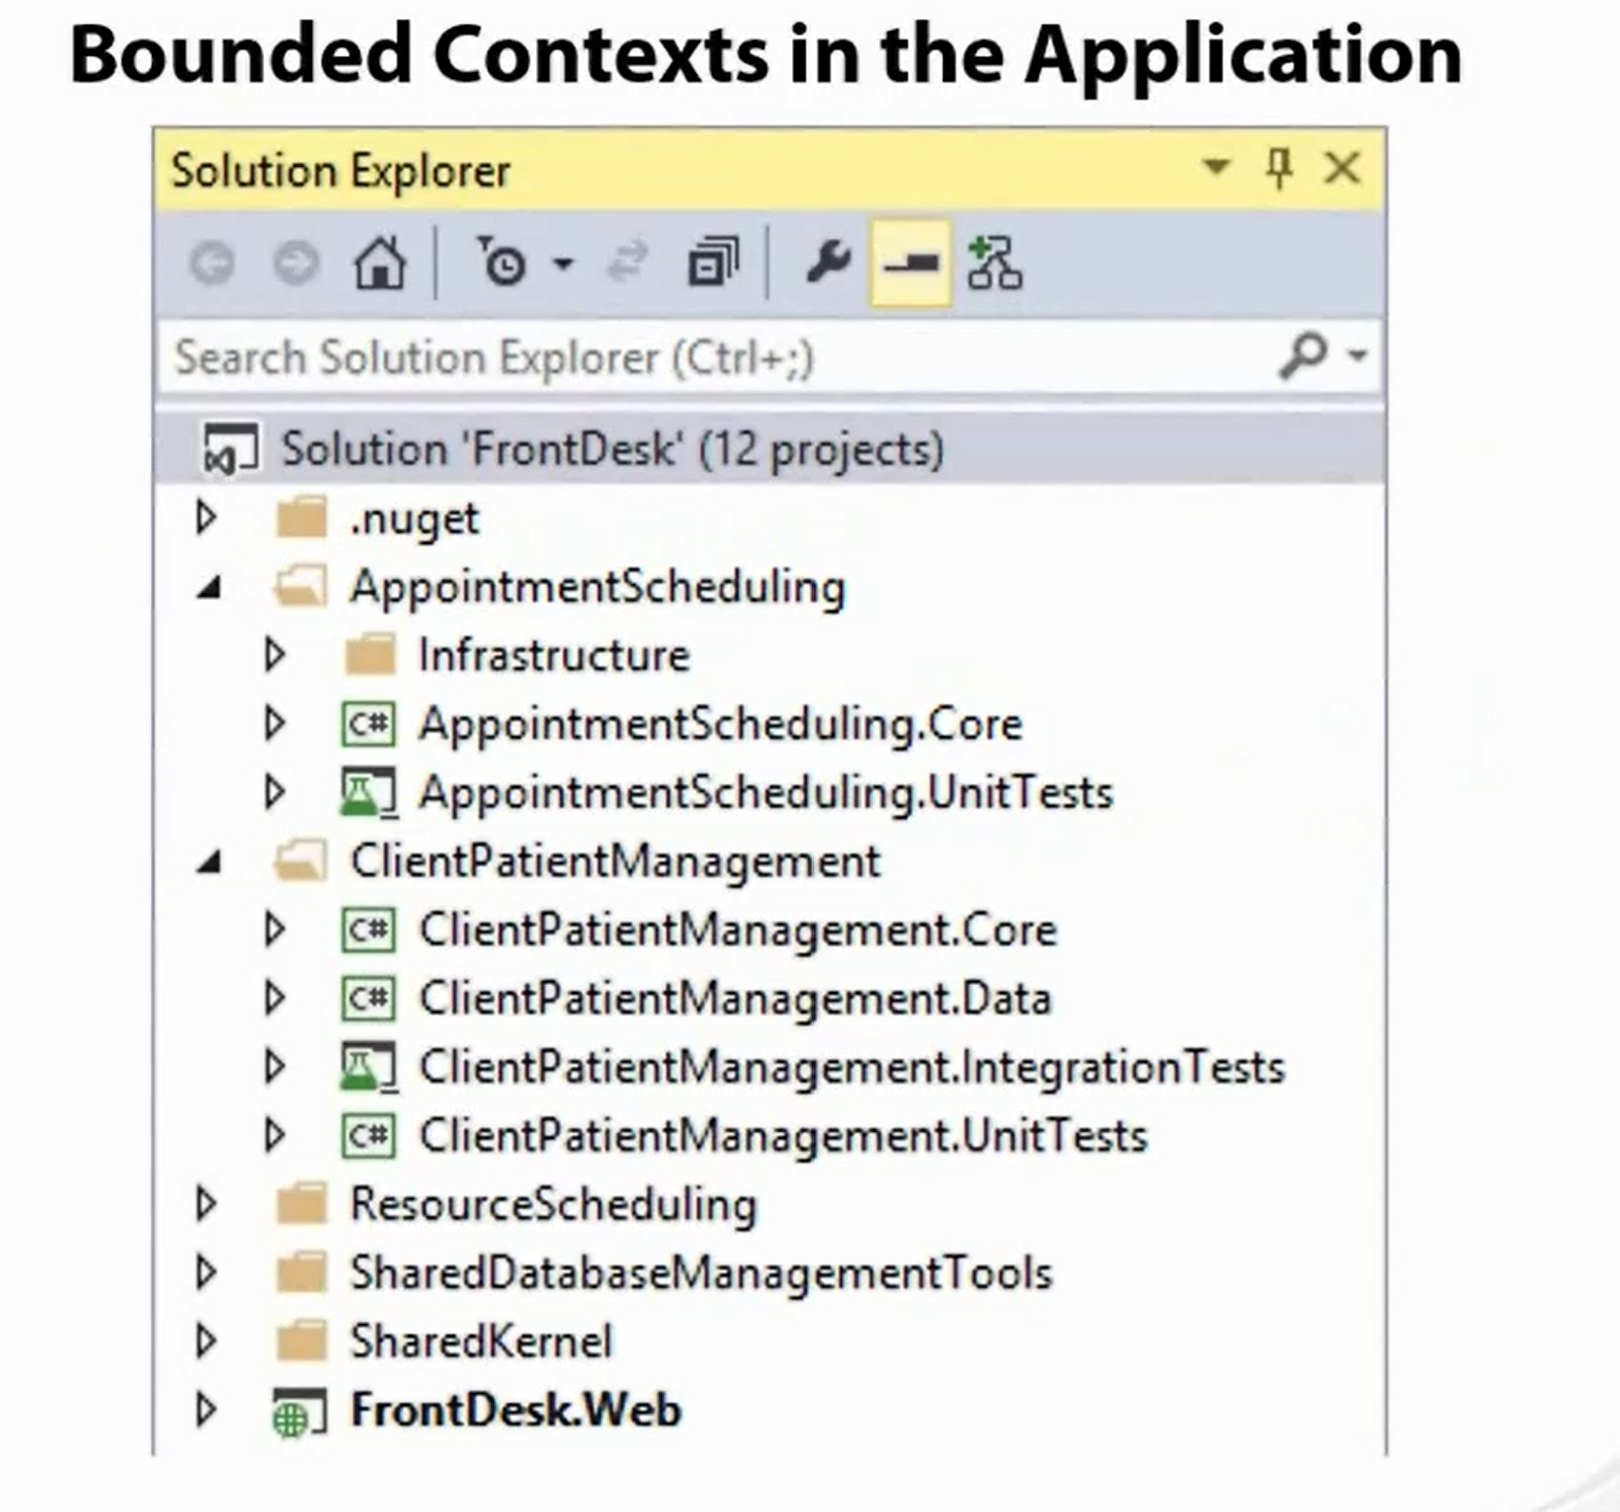 Bounded Contexts in the Application
Solution Explorer
Search Solution Explorer (Ctrl+;)
Solution 'FrontDesk' (12 projects)
.nuget
AppointmentScheduling
Infrastructure
C# AppointmentScheduling.Core
AppointmentScheduling.UnitTests
ClientPatientManagement
C# ClientPatientManagement.Core
C# ClientPatientManagement.Data
ClientPatientManagement.IntegrationTests
C# ClientPatientManagement.UnitTests
ResourceScheduling
SharedDatabaseManagementTools
SharedKernel
FrontDesk.Web